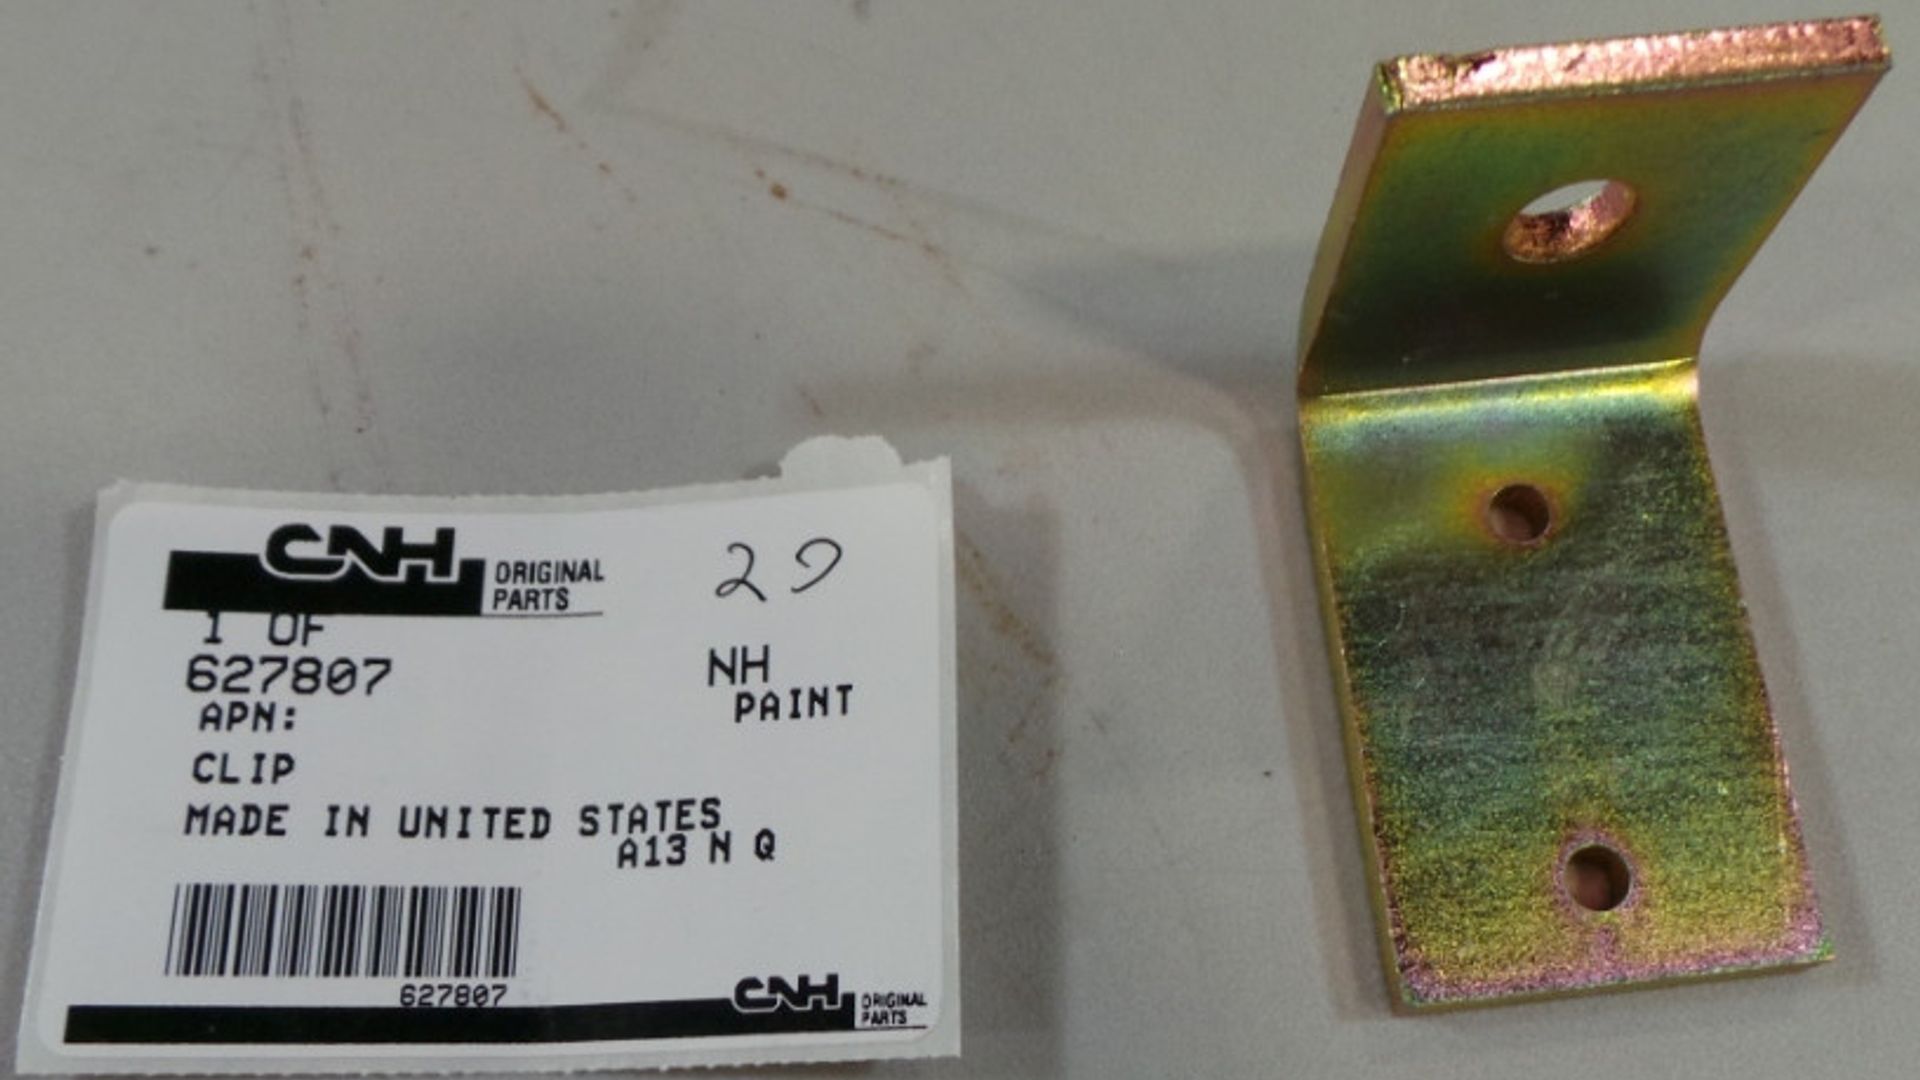 CNH ORIGINAL PARTS
29
1 OF
627807 NH
APN: PAINT
CLIP
MADE IN UNITED STATES
A13 N Q
627807
CNH ORIGINAL PARTS